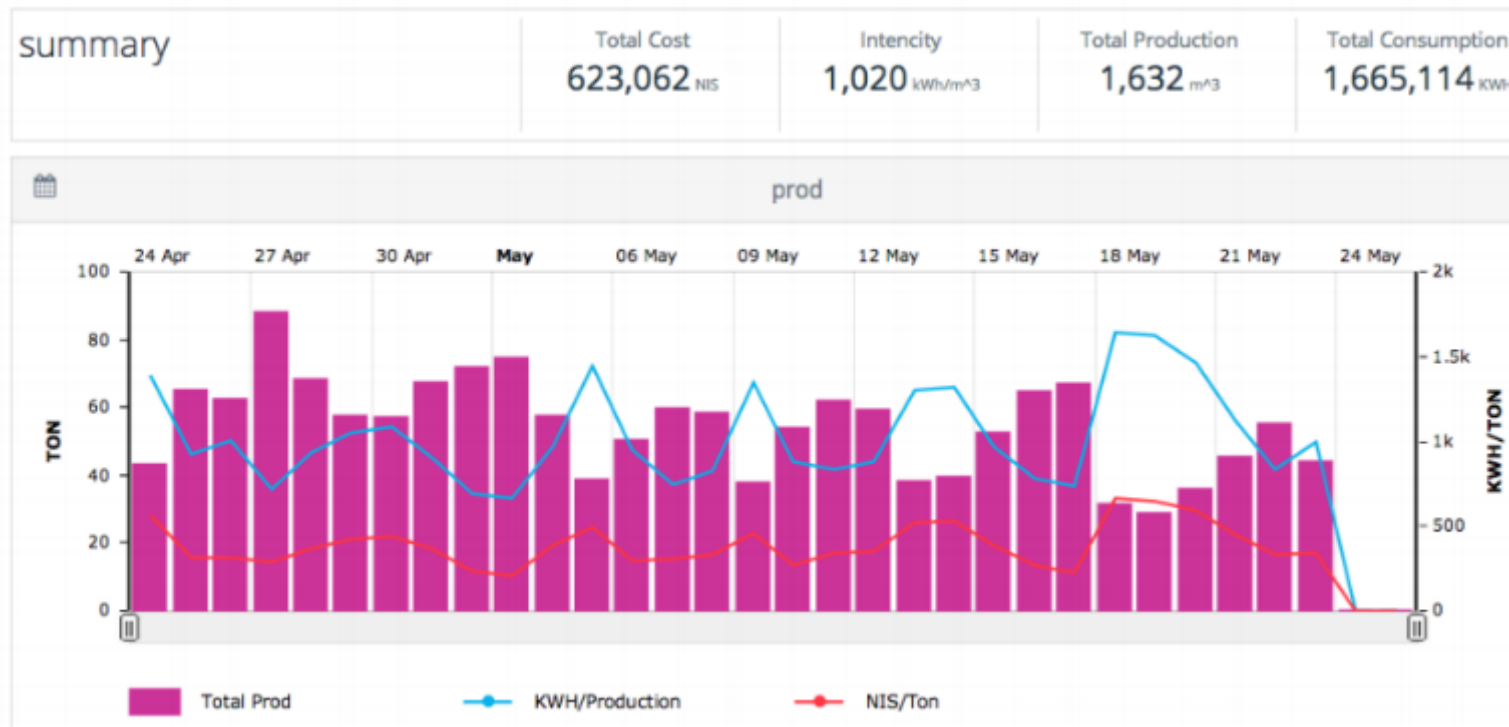 summary
Total Cost
623,062 NIS
Intencity
1,020 kWh/m^3
Total Production
1,632 m^3
Total Consumption
1,665,114 KWH
prod
24 Apr 27 Apr 30 Apr May 06 May 09 May 12 May 15 May 18 May 21 May 24 May
100
80
60
40
20
0
TON
2k
1.5k
1k
500
0
KWH/TON
Total Prod KWH/Production NIS/Ton